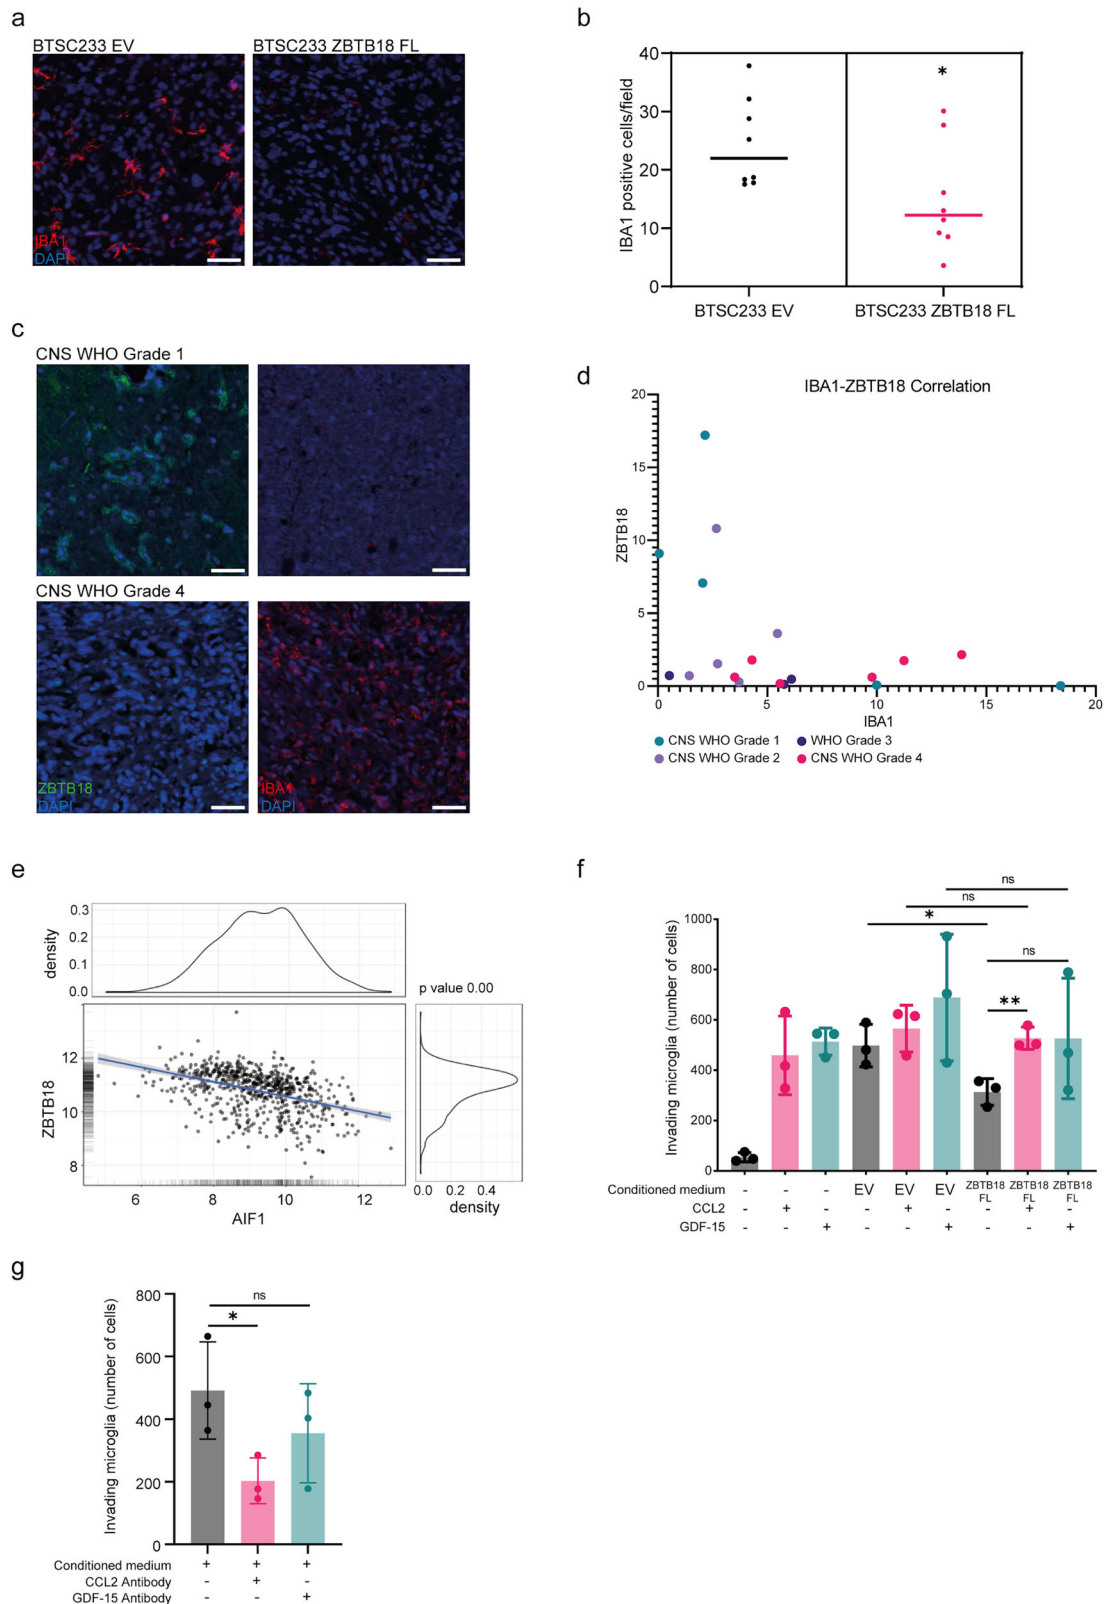 a
BTSC233 EV
BTSC233 ZBTB18 FL
IBA1
DAPI
b
IBA1 positive cells/field
40
30
20
10
0
*
BTSC233 EV
BTSC233 ZBTB18 FL
c
CNS WHO Grade 1
CNS WHO Grade 4
ZBTB18
DAPI
IBA1
DAPI
d
IBA1-ZBTB18 Correlation
ZBTB18
20
15
10
5
0
0
5
10
15
20
IBA1
CNS WHO Grade 1
WHO Grade 3
CNS WHO Grade 2
CNS WHO Grade 4
e
density
0.3
0.2
0.1
0.0
p value 0.00
ZBTB18
12
10
8
6
8
10
12
AIF1
0.0
0.2
0.4
density
f
Invading microglia (number of cells)
1000
800
600
400
200
0
ns
ns
*
ns
**
Conditioned medium - - - EV EV EV ZBTB18 FL ZBTB18 FL ZBTB18 FL
CCL2 - + - - + - - + -
GDF-15 - - + - - + - - +
g
Invading microglia (number of cells)
800
600
400
200
0
ns
*
Conditioned medium + + +
CCL2 Antibody - + -
GDF-15 Antibody - - +